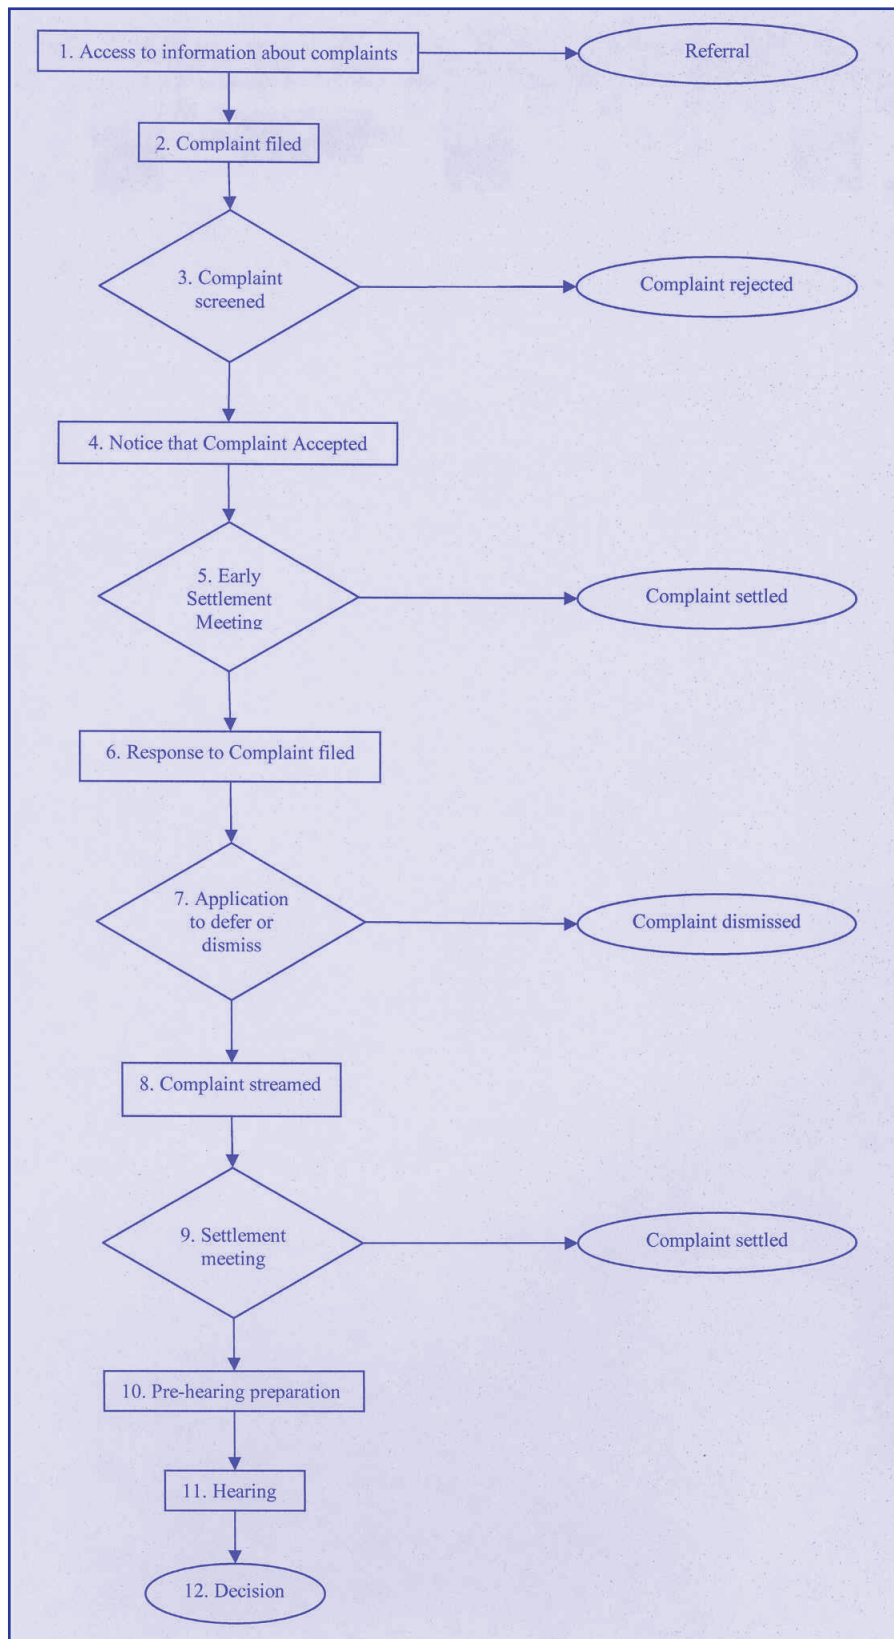 1. Access to information about complaints
Referral
2. Complaint filed
3. Complaint
screened
Complaint rejected
4. Notice that Complaint Accepted
5. Early
Settlement
Meeting
Complaint settled
6. Response to Complaint filed
7. Application
to defer or
dismiss
Complaint dismissed
8. Complaint streamed
9. Settlement
meeting
Complaint settled
10. Pre-hearing preparation
11. Hearing
12. Decision